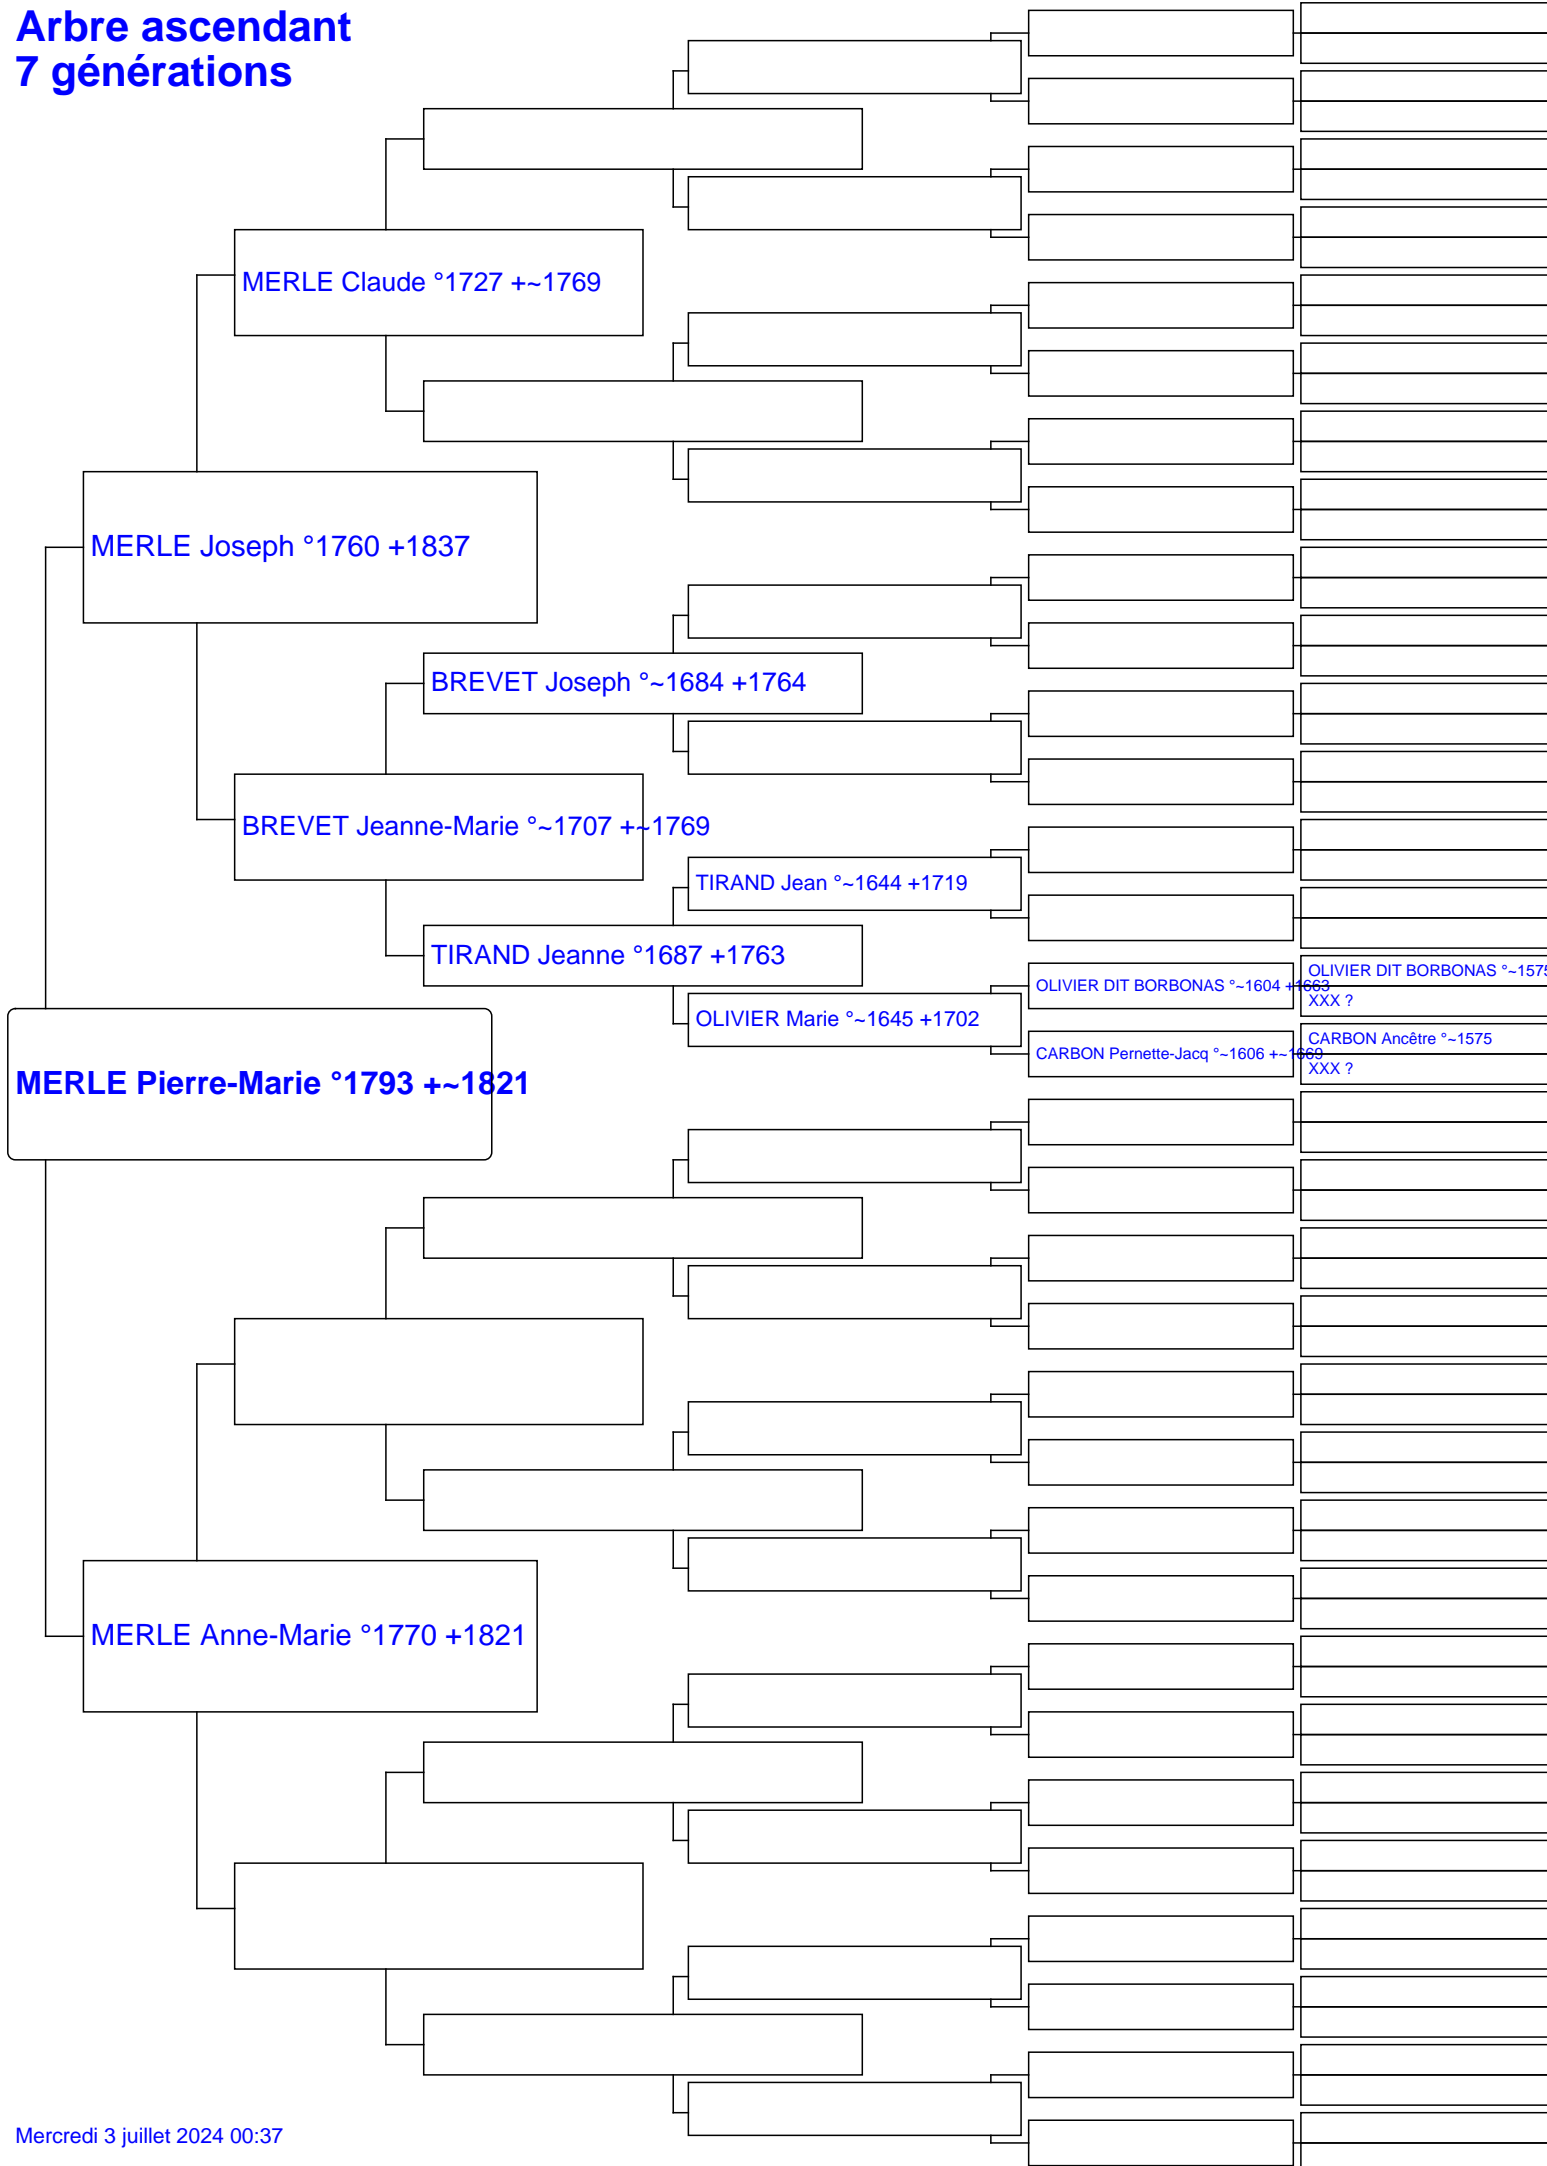 Arbre ascendant
7 générations
MERLE Claude °1727 +~1769
MERLE Joseph °1760 +1837
BREVET Joseph °~1684 +1764
BREVET Jeanne-Marie °~1707 +~1769
TIRAND Jean °~1644 +1719
TIRAND Jeanne °1687 +1763
OLIVIER DIT BORBONAS °~1575
OLIVIER DIT BORBONAS °~1604 +1663
XXX ?
OLIVIER Marie °~1645 +1702
CARBON Ancêtre °~1575
CARBON Pernette-Jacq °~1606 +~1669
XXX ?
MERLE Pierre-Marie °1793 +~1821
MERLE Anne-Marie °1770 +1821
Mercredi 3 juillet 2024 00:37